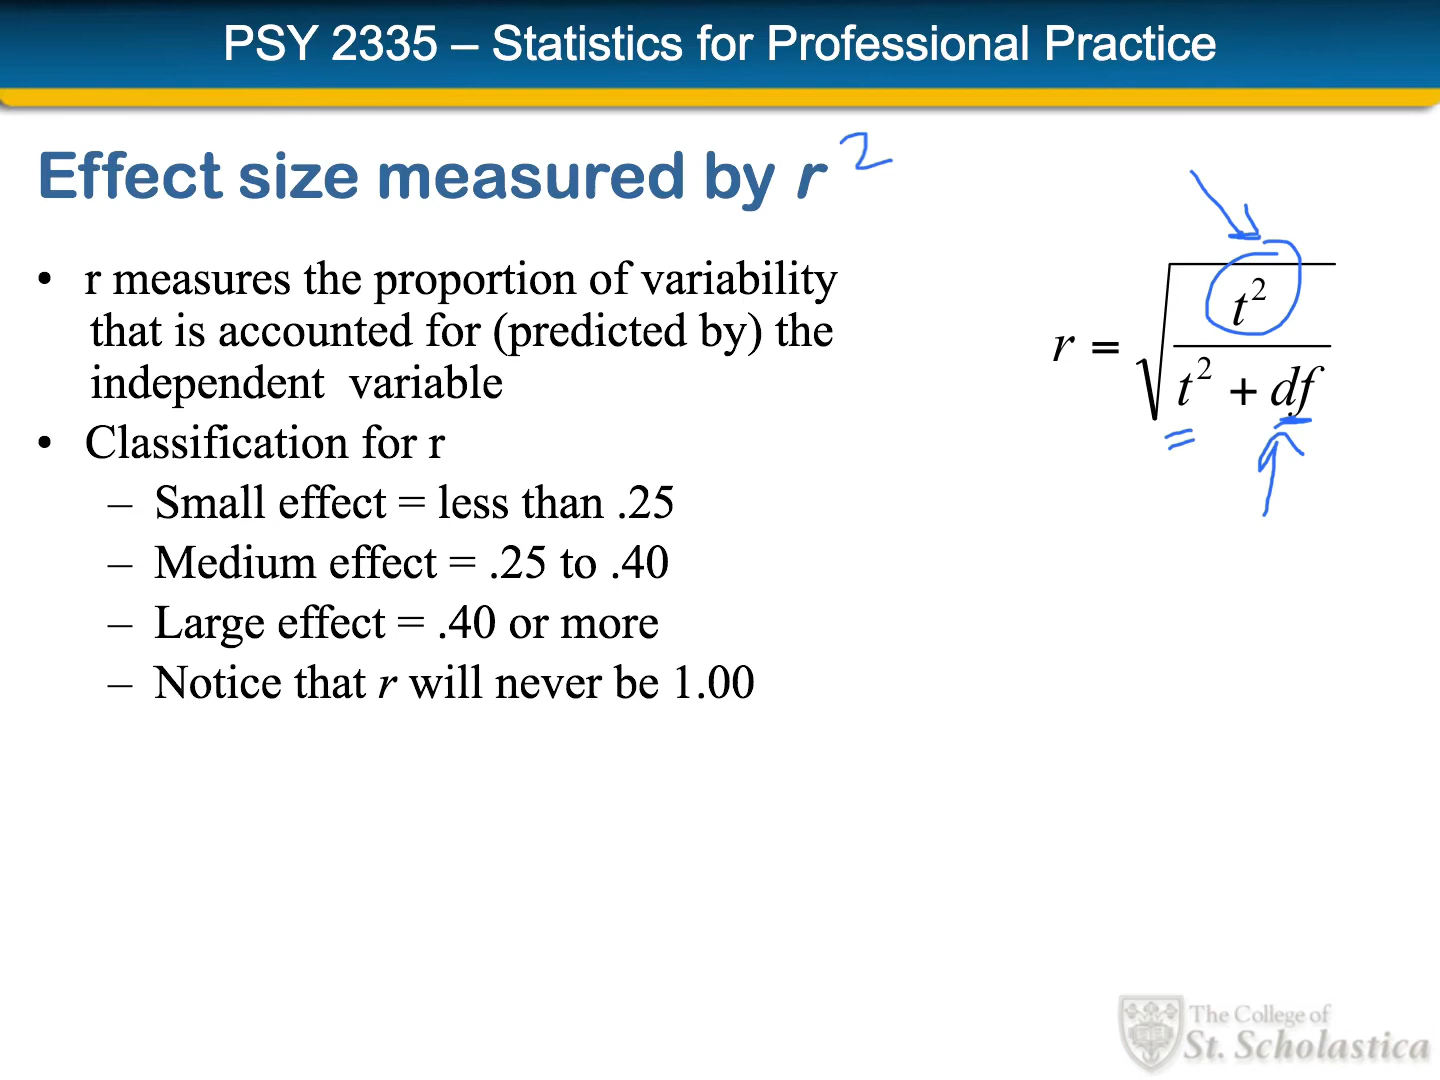 PSY 2335 – Statistics for Professional Practice
Effect size measured by r ²
• r measures the proportion of variability
that is accounted for (predicted by) the
independent variable
• Classification for r
– Small effect = less than .25
– Medium effect = .25 to .40
– Large effect = .40 or more
– Notice that r will never be 1.00
r = √(t² / (t² + df))
The College of
St. Scholastica